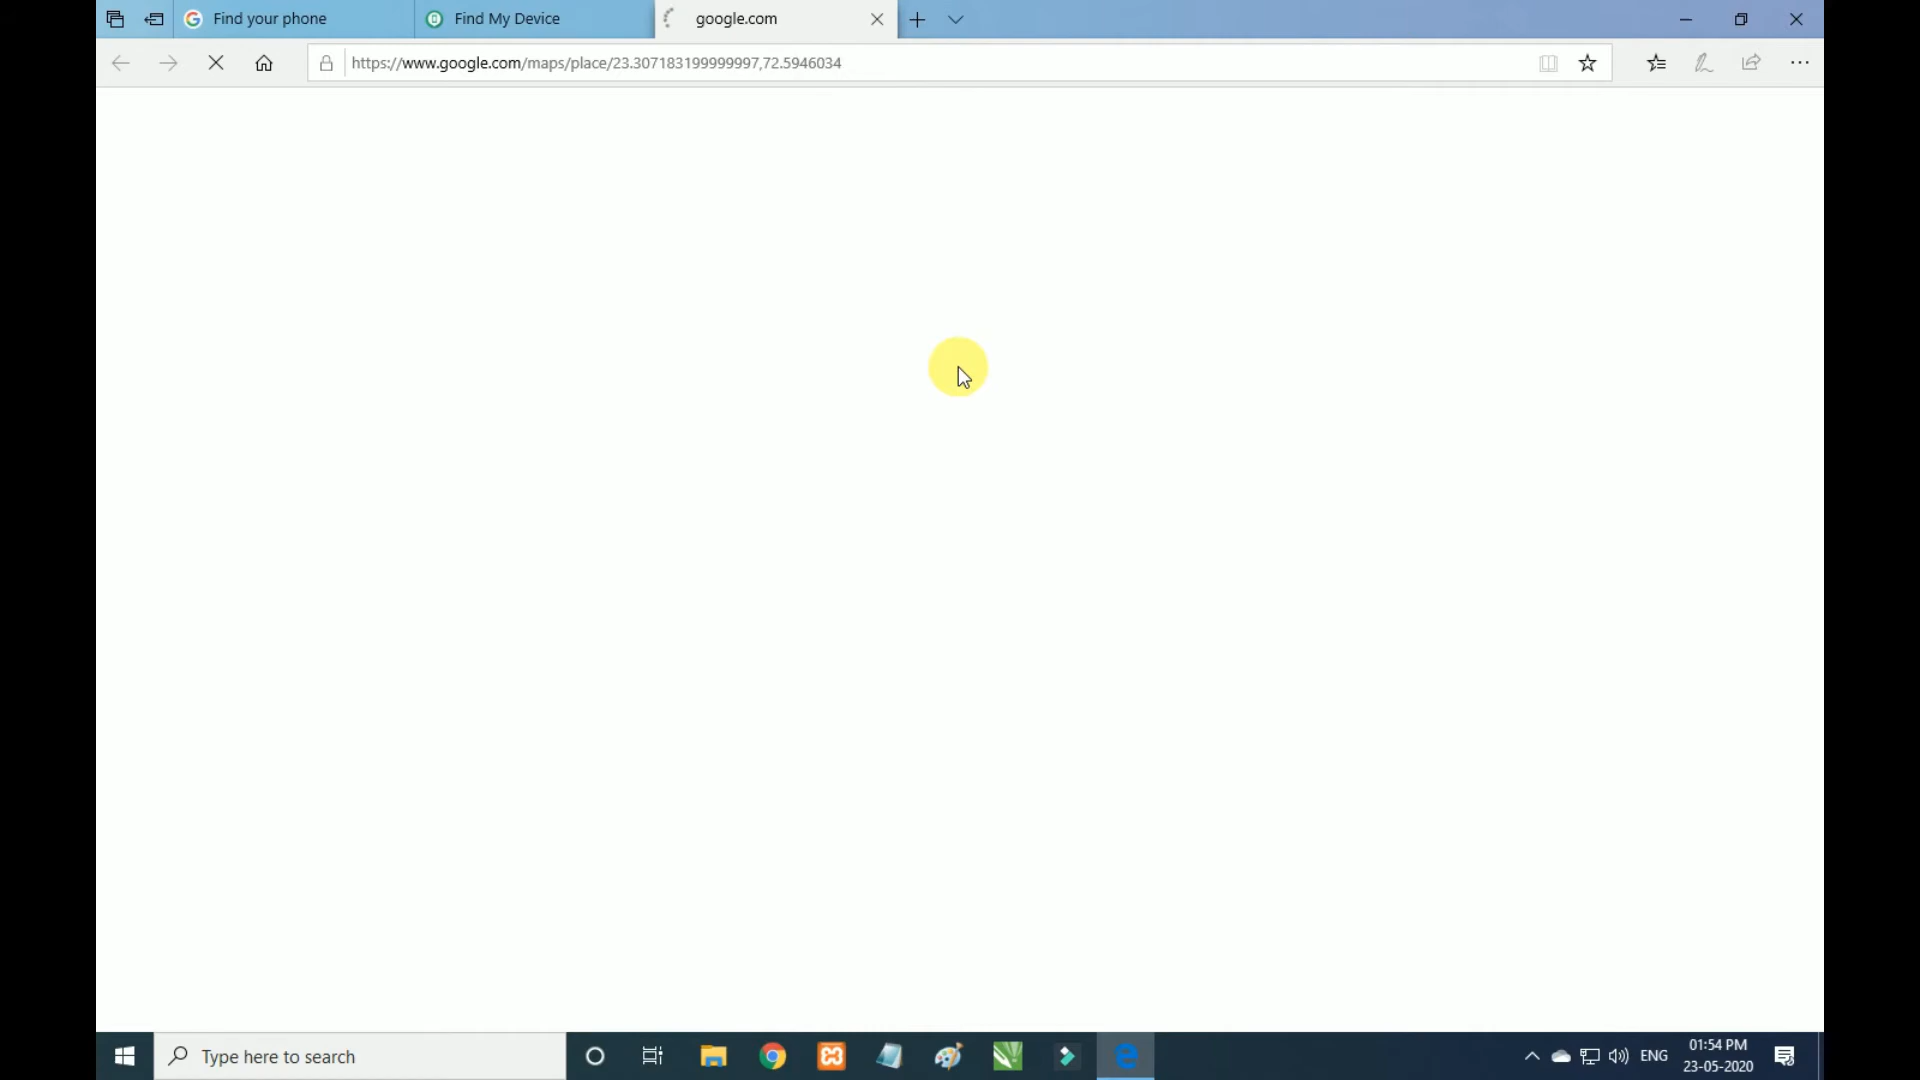 Find your phone
Find My Device
google.com
https://www.google.com/maps/place/23.307183199999997,72.5946034
Type here to search
ENG
01:54 PM
23-05-2020